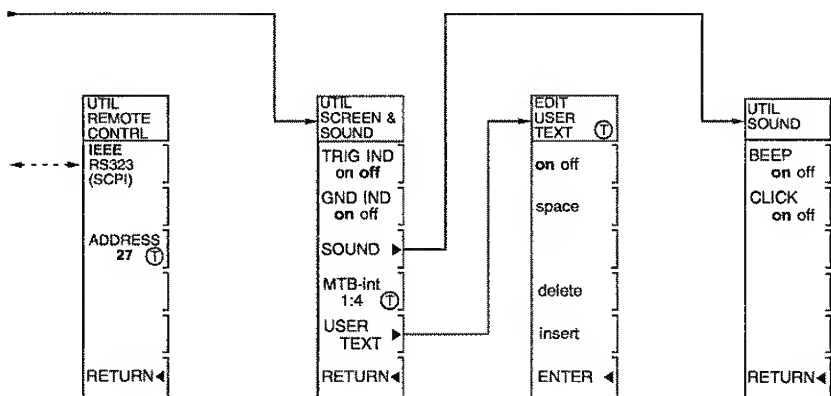 UTIL
REMOTE
CONTRL
IEEE
RS323
(SCPI)
ADDRESS
27 T
RETURN
UTIL
SCREEN &
SOUND
TRIG IND
on off
GND IND
on off
SOUND
MTB-int
1:4 T
USER
TEXT
RETURN
EDIT
USER
TEXT T
on off
space
delete
insert
ENTER
UTIL
SOUND
BEEP
on off
CLICK
on off
RETURN